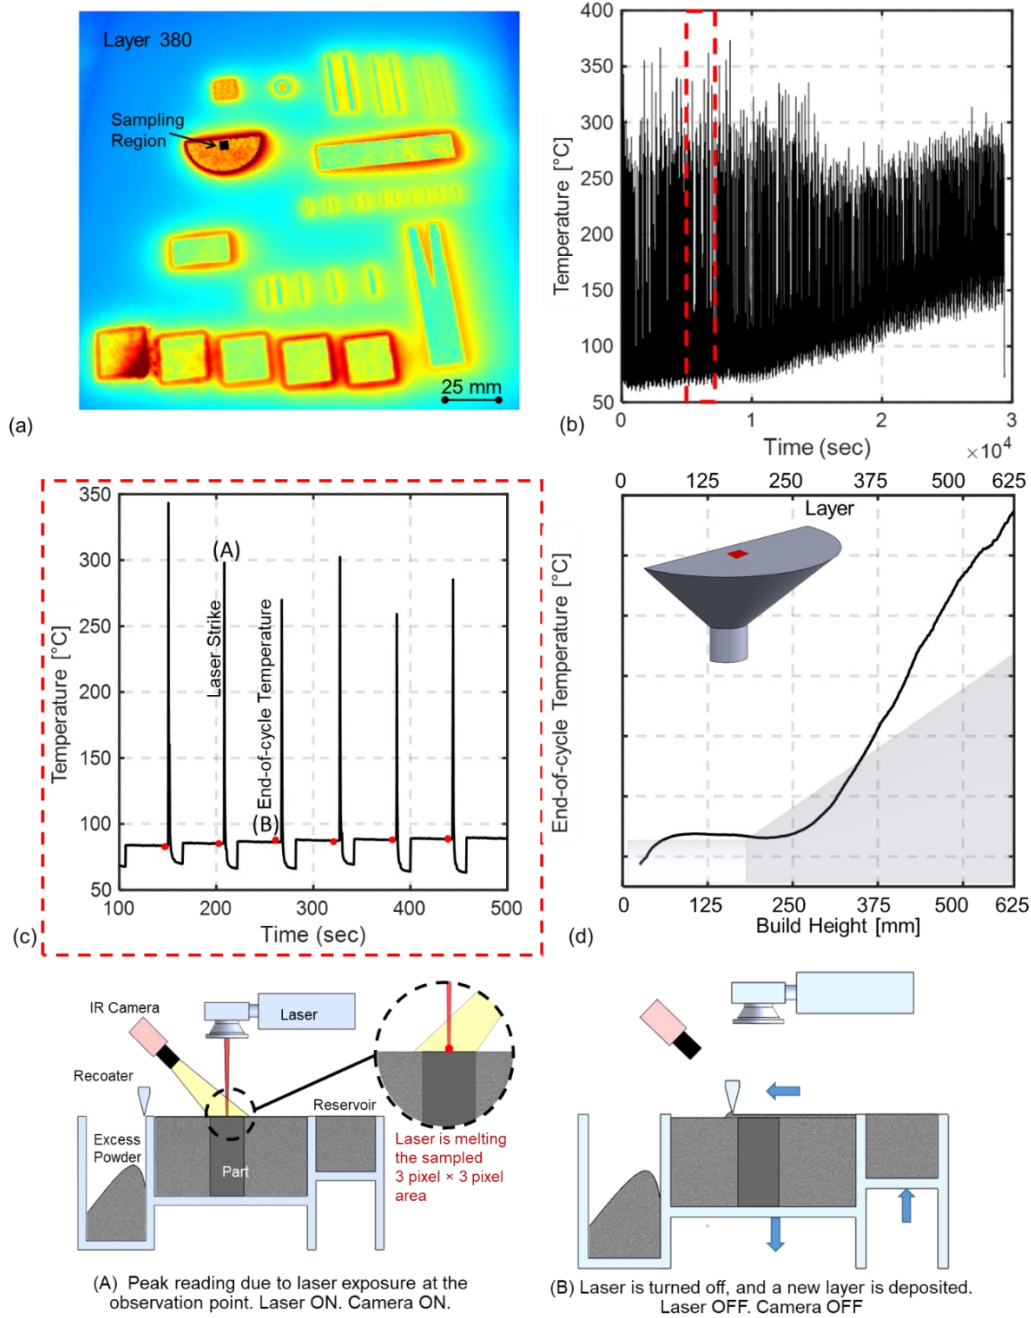 Layer 380
Sampling
Region
25 mm
(a)
Temperature [°C]
400
350
300
250
200
150
100
50
0
1
2
3
Time (sec)
×10⁴
(b)
Temperature [°C]
350
300
250
200
150
100
50
(A)
Laser Strike
End-of-cycle Temperature
(B)
100
200
300
400
500
Time (sec)
(c)
0
125
250
375
500
625
Layer
End-of-cycle Temperature [°C]
0
125
250
375
500
625
Build Height [mm]
(d)
IR Camera
Laser
Recoater
Reservoir
Excess
Powder
Part
Laser is melting
the sampled
3 pixel × 3 pixel
area
(A) Peak reading due to laser exposure at the
observation point. Laser ON. Camera ON.
(B) Laser is turned off, and a new layer is deposited.
Laser OFF. Camera OFF